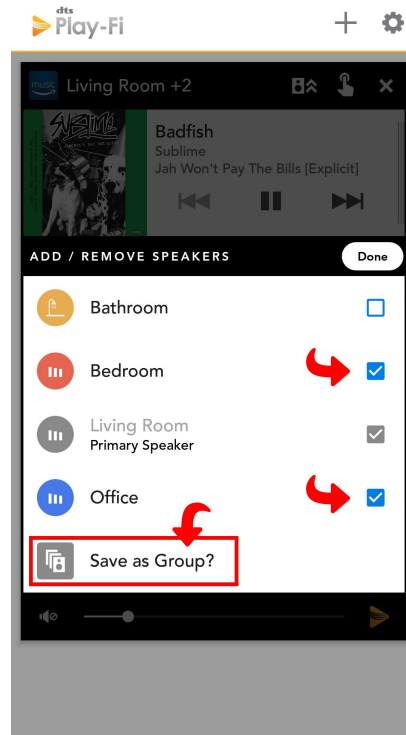 dts
Play-Fi
music
Living Room +2
SUBLIME
Badfish
Sublime
Jah Won't Pay The Bills [Explicit]
ADD / REMOVE SPEAKERS
Done
Bathroom
Bedroom
Living Room
Primary Speaker
Office
Save as Group?